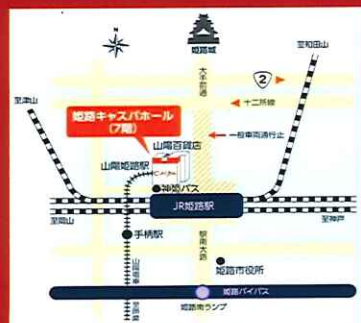 姫路城
至和田山
大手前通
2
十二所線
至津山
姫路キャスパホール
(7階)
一般車両通行止
山陽百貨店
山陽姫路駅
神姫バス
JR姫路駅
至岡山
至神戸
手柄駅
駅南大路
山陽電車
姫路市役所
姫路バイパス
姫路南ランプ